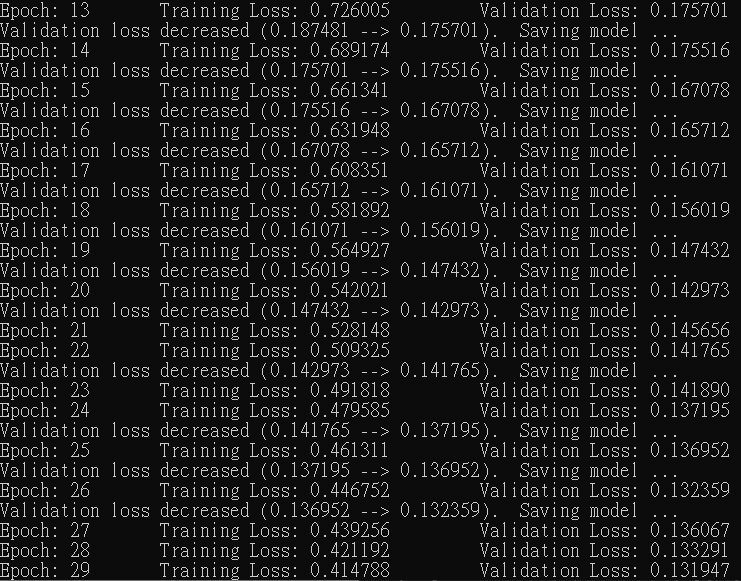 Epoch: 13 Training Loss: 0.726005 Validation Loss: 0.175701
Validation loss decreased (0.187481 --> 0.175701). Saving model ...
Epoch: 14 Training Loss: 0.689174 Validation Loss: 0.175516
Validation loss decreased (0.175701 --> 0.175516). Saving model ...
Epoch: 15 Training Loss: 0.661341 Validation Loss: 0.167078
Validation loss decreased (0.175516 --> 0.167078). Saving model ...
Epoch: 16 Training Loss: 0.631948 Validation Loss: 0.165712
Validation loss decreased (0.167078 --> 0.165712). Saving model ...
Epoch: 17 Training Loss: 0.608351 Validation Loss: 0.161071
Validation loss decreased (0.165712 --> 0.161071). Saving model ...
Epoch: 18 Training Loss: 0.581892 Validation Loss: 0.156019
Validation loss decreased (0.161071 --> 0.156019). Saving model ...
Epoch: 19 Training Loss: 0.564927 Validation Loss: 0.147432
Validation loss decreased (0.156019 --> 0.147432). Saving model ...
Epoch: 20 Training Loss: 0.542021 Validation Loss: 0.142973
Validation loss decreased (0.147432 --> 0.142973). Saving model ...
Epoch: 21 Training Loss: 0.528148 Validation Loss: 0.145656
Epoch: 22 Training Loss: 0.509325 Validation Loss: 0.141765
Validation loss decreased (0.142973 --> 0.141765). Saving model ...
Epoch: 23 Training Loss: 0.491818 Validation Loss: 0.141890
Epoch: 24 Training Loss: 0.479585 Validation Loss: 0.137195
Validation loss decreased (0.141765 --> 0.137195). Saving model ...
Epoch: 25 Training Loss: 0.461311 Validation Loss: 0.136952
Validation loss decreased (0.137195 --> 0.136952). Saving model ...
Epoch: 26 Training Loss: 0.446752 Validation Loss: 0.132359
Validation loss decreased (0.136952 --> 0.132359). Saving model ...
Epoch: 27 Training Loss: 0.439256 Validation Loss: 0.136067
Epoch: 28 Training Loss: 0.421192 Validation Loss: 0.133291
Epoch: 29 Training Loss: 0.414788 Validation Loss: 0.131947